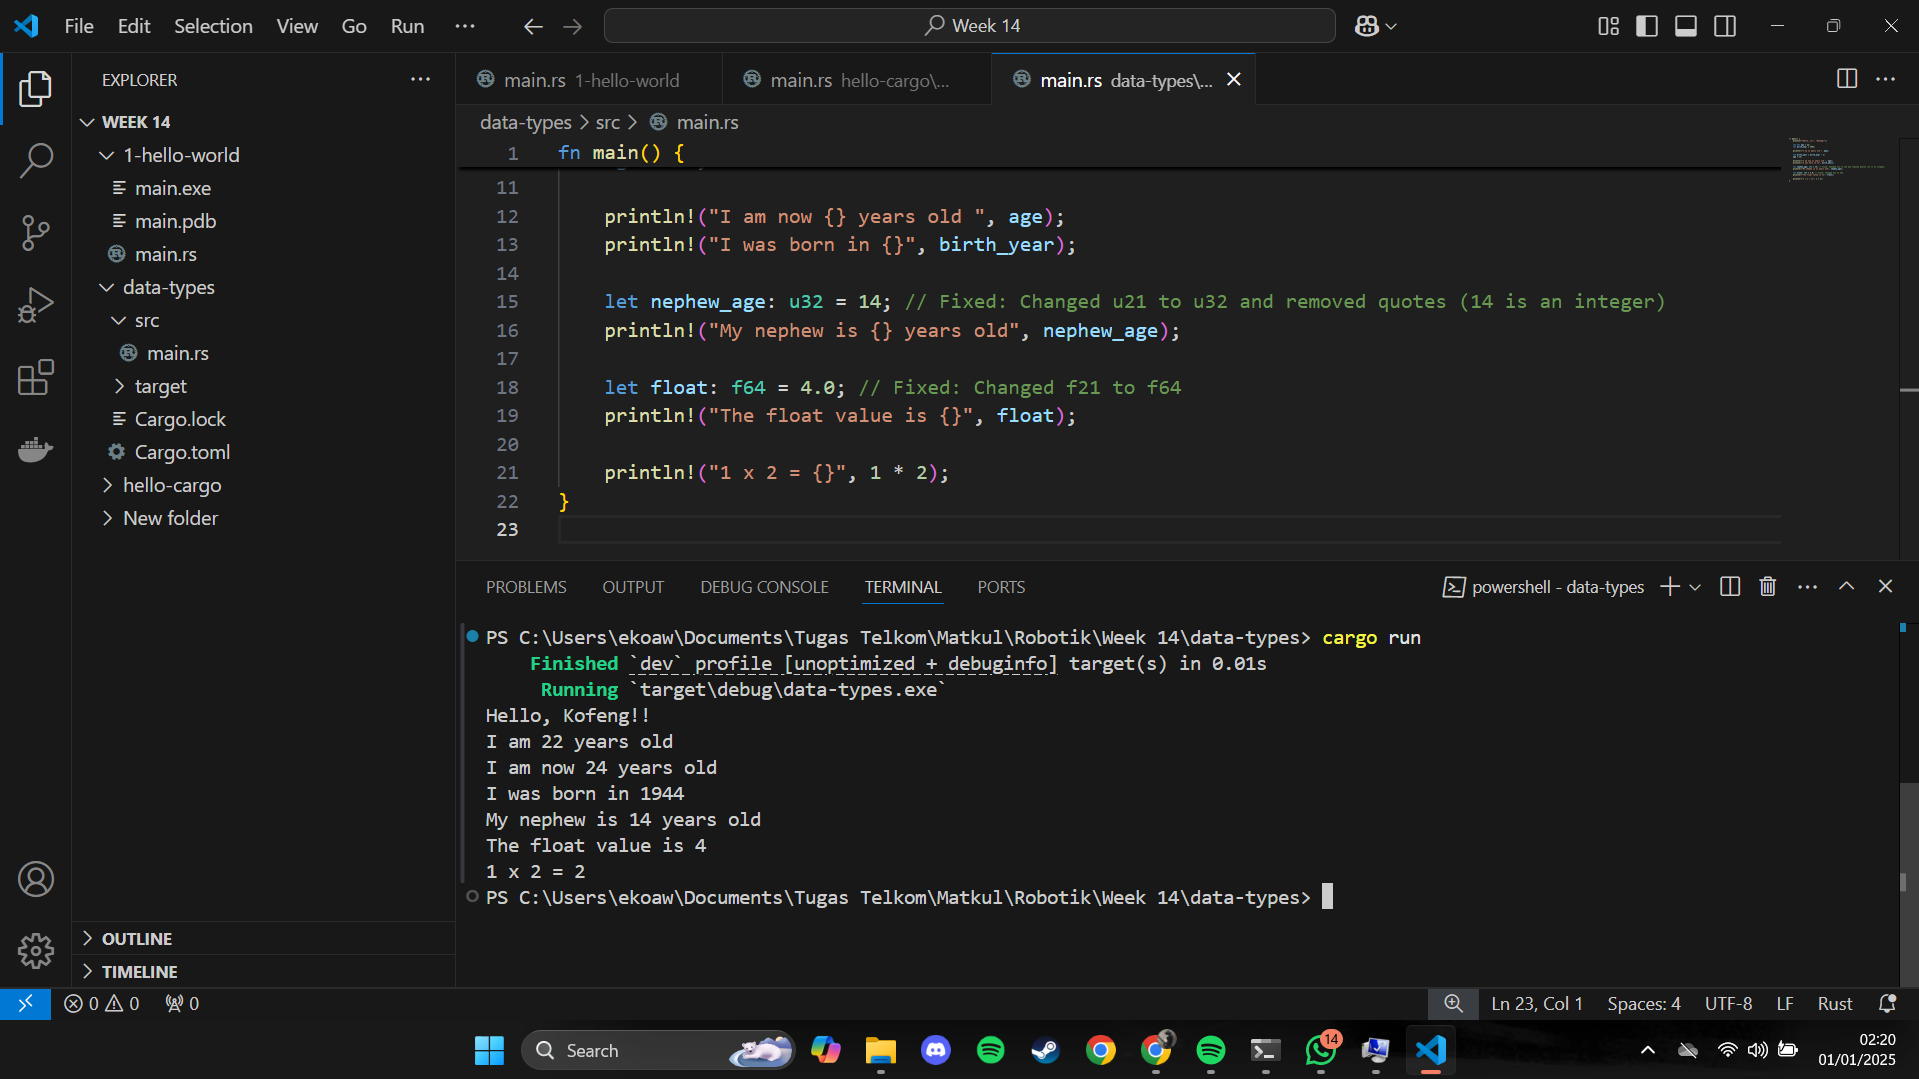 File Edit Selection View Go Run ··· Week 14
EXPLORER
WEEK 14
1-hello-world
main.exe
main.pdb
main.rs
data-types
src
main.rs
target
Cargo.lock
Cargo.toml
hello-cargo
New folder
OUTLINE
TIMELINE
main.rs 1-hello-world main.rs hello-cargo\... main.rs data-types\...
data-types > src > main.rs
1 fn main() {
11
12 println!("I am now {} years old ", age);
13 println!("I was born in {}", birth_year);
14
15 let nephew_age: u32 = 14; // Fixed: Changed u21 to u32 and removed quotes (14 is an integer)
16 println!("My nephew is {} years old", nephew_age);
17
18 let float: f64 = 4.0; // Fixed: Changed f21 to f64
19 println!("The float value is {}", float);
20
21 println!("1 x 2 = {}", 1 * 2);
22 }
23
PROBLEMS OUTPUT DEBUG CONSOLE TERMINAL PORTS powershell - data-types
PS C:\Users\ekoaw\Documents\Tugas Telkom\Matkul\Robotik\Week 14\data-types> cargo run
Finished `dev` profile [unoptimized + debuginfo] target(s) in 0.01s
Running `target\debug\data-types.exe`
Hello, Kofeng!!
I am 22 years old
I am now 24 years old
I was born in 1944
My nephew is 14 years old
The float value is 4
1 x 2 = 2
PS C:\Users\ekoaw\Documents\Tugas Telkom\Matkul\Robotik\Week 14\data-types>
0 0 0 Ln 23, Col 1 Spaces: 4 UTF-8 LF Rust
Search 14 02:20
01/01/2025